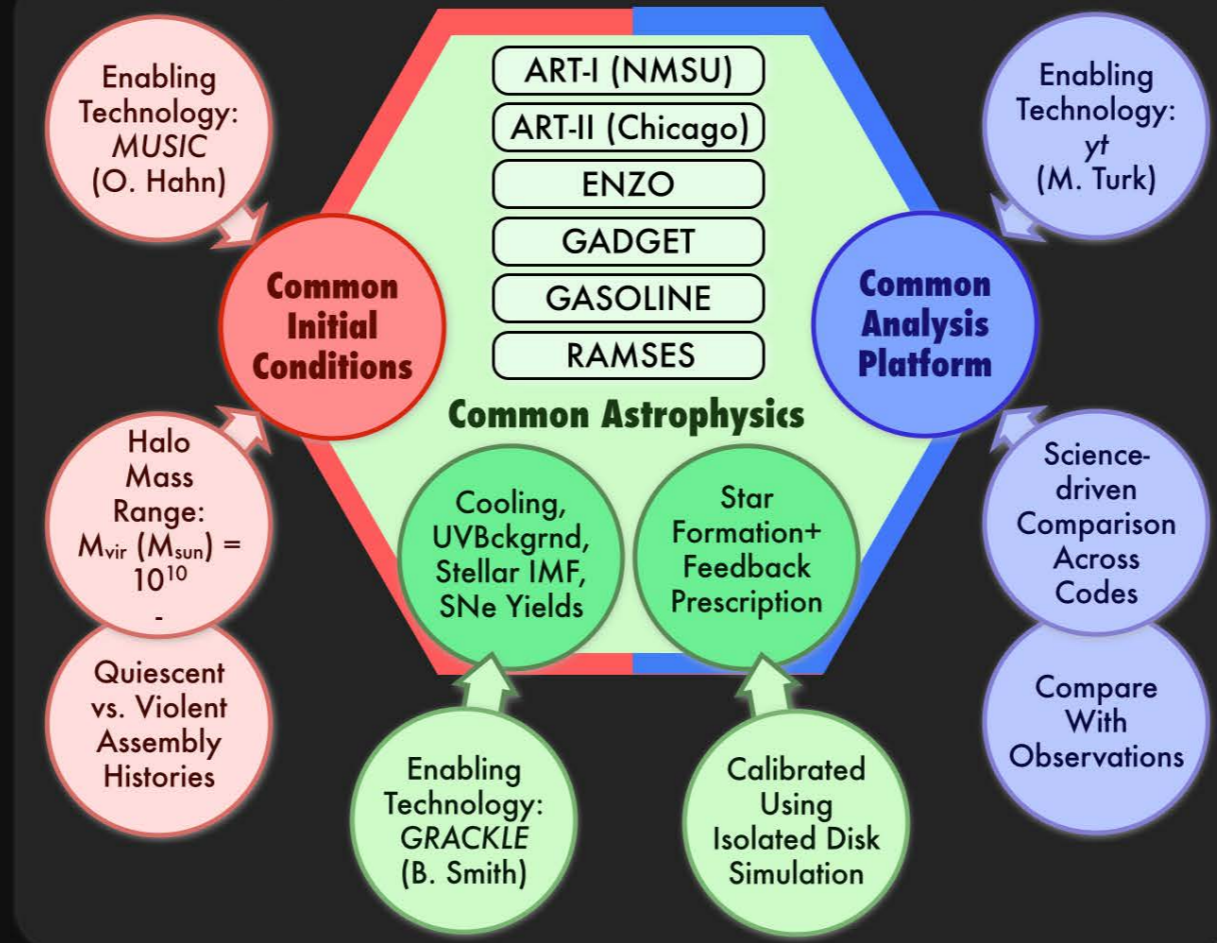 Enabling
Technology:
MUSIC
(O. Hahn)
Common
Initial
Conditions
Halo
Mass
Range:
Mvir (Msun) =
10¹⁰
-
Quiescent
vs. Violent
Assembly
Histories
ART-I (NMSU)
ART-II (Chicago)
ENZO
GADGET
GASOLINE
RAMSES
Common Astrophysics
Cooling,
UVBckgrnd,
Stellar IMF,
SNe Yields
Star
Formation+
Feedback
Prescription
Enabling
Technology:
GRACKLE
(B. Smith)
Calibrated
Using
Isolated Disk
Simulation
Enabling
Technology:
yt
(M. Turk)
Common
Analysis
Platform
Science-
driven
Comparison
Across
Codes
Compare
With
Observations